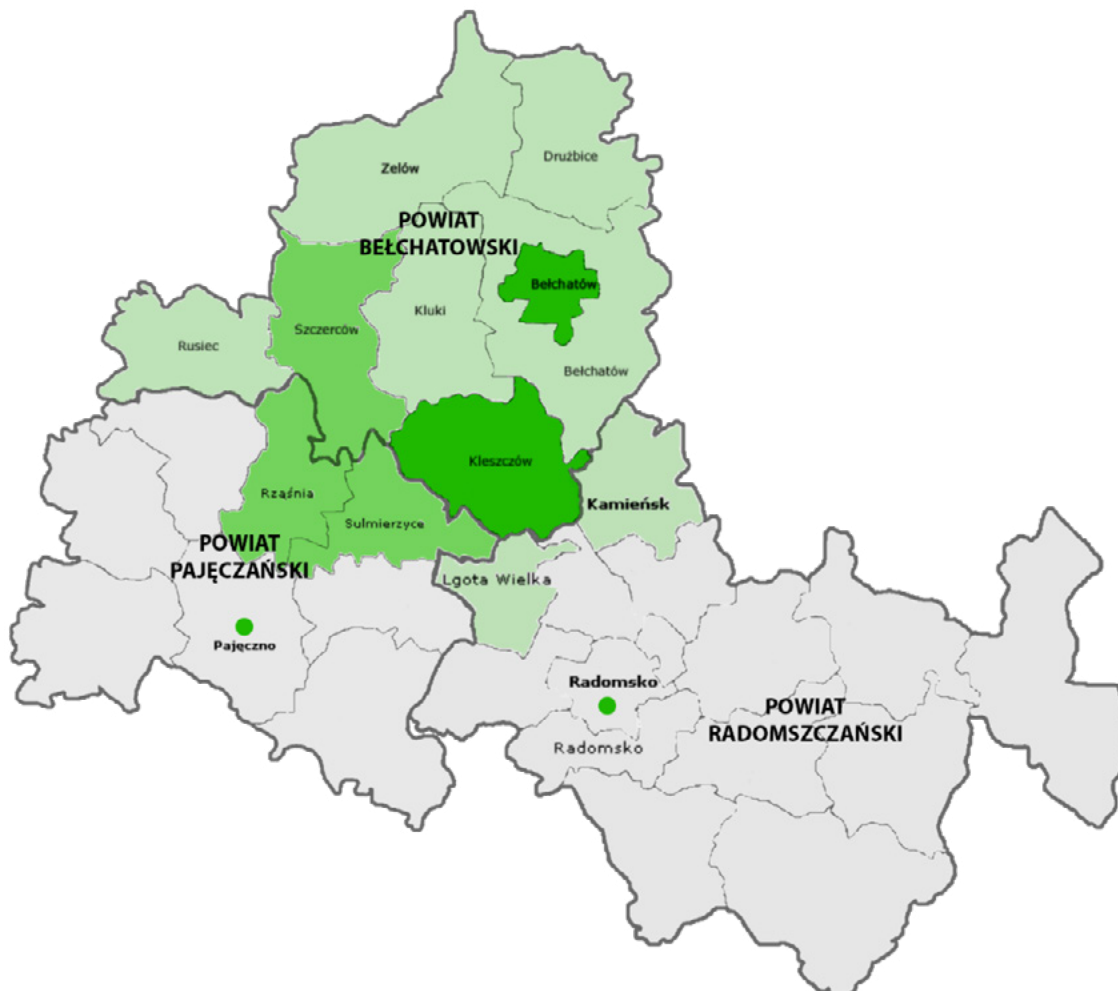 Drużbice
Zelów
POWIAT
BEŁCHATOWSKI
Bełchatów
Kluki
Szczerców
Rusiec
Bełchatów
Kleszczów
Rząśnia
Kamieńsk
Sulmierzyce
POWIAT
PAJĘCZAŃSKI
Lgota Wielka
Pajęczno
Radomsko
POWIAT
RADOMSZCZAŃSKI
Radomsko